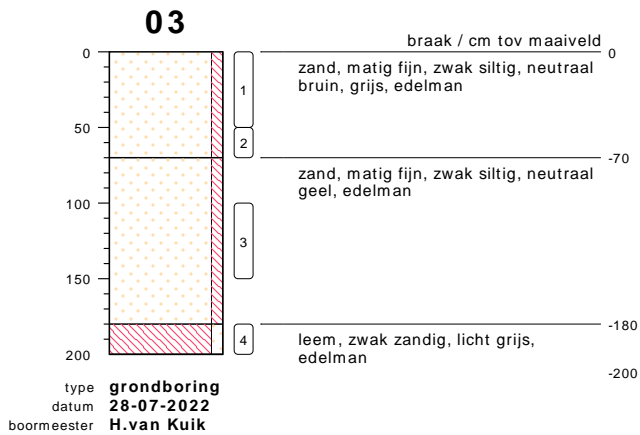 03
braak / cm tov maaiveld
0
0
zand, matig fijn, zwak siltig, neutraal
bruin, grijs, edelman
1
50
2
-70
zand, matig fijn, zwak siltig, neutraal
geel, edelman
100
3
150
-180
leem, zwak zandig, licht grijs,
edelman
4
200
-200
type grondboring
datum 28-07-2022
boormeester H.van Kuik